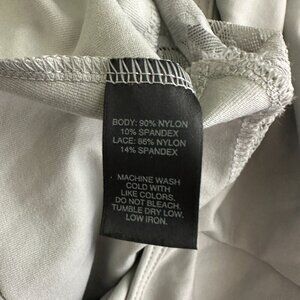 BODY: 90% NYLON
10% SPANDEX
LACE: 86% NYLON
14% SPANDEX
MACHINE WASH
COLD WITH
LIKE COLORS.
DO NOT BLEACH.
TUMBLE DRY LOW.
LOW IRON.